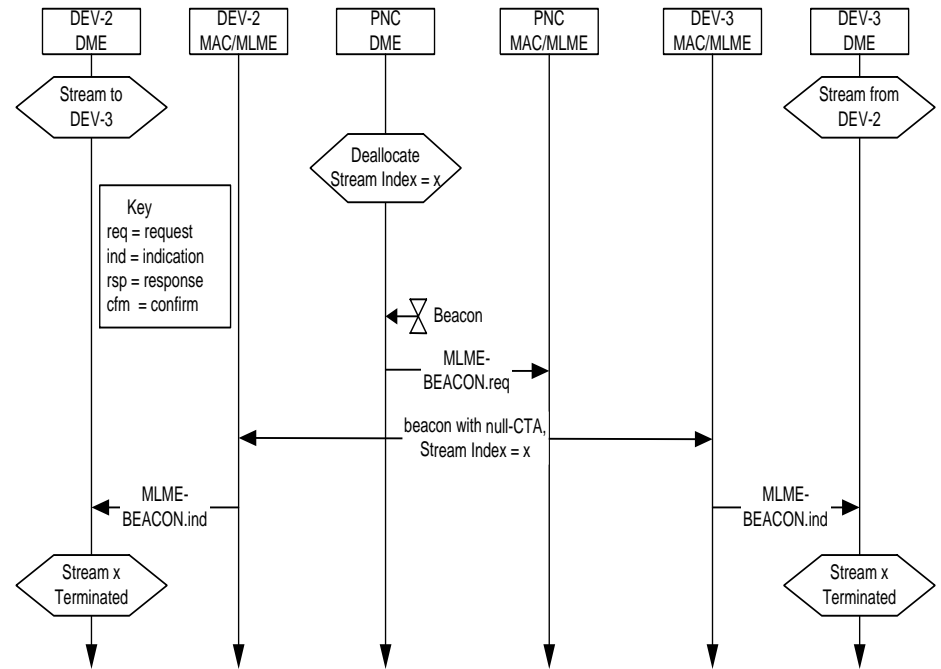 DEV-2
DME
DEV-2
MAC/MLME
PNC
DME
PNC
MAC/MLME
DEV-3
MAC/MLME
DEV-3
DME
Stream to
DEV-3
Stream from
DEV-2
Deallocate
Stream Index = x
Key
req = request
ind = indication
rsp = response
cfm = confirm
Beacon
MLME-
BEACON.req
beacon with null-CTA,
Stream Index = x
MLME-
BEACON.ind
MLME-
BEACON.ind
Stream x
Terminated
Stream x
Terminated